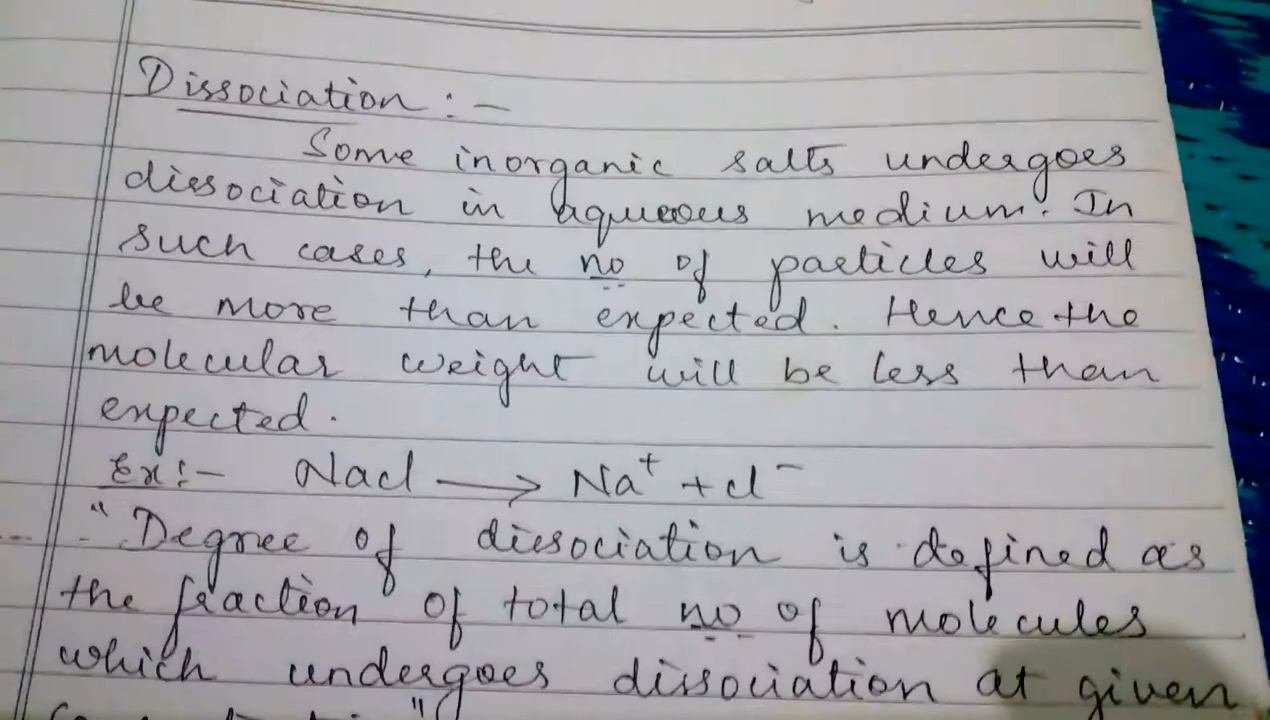 Dissociation :-
Some inorganic salts undergoes
dissociation in aqueous medium. In
such cases, the no of particles will
be more than expected. Hence the
molecular weight will be less than
expected.
Ex:- Nacl → Na⁺ + cl⁻
"Degree of dissociation is defined as
the fraction of total no of molecules
which undergoes dissociation at given